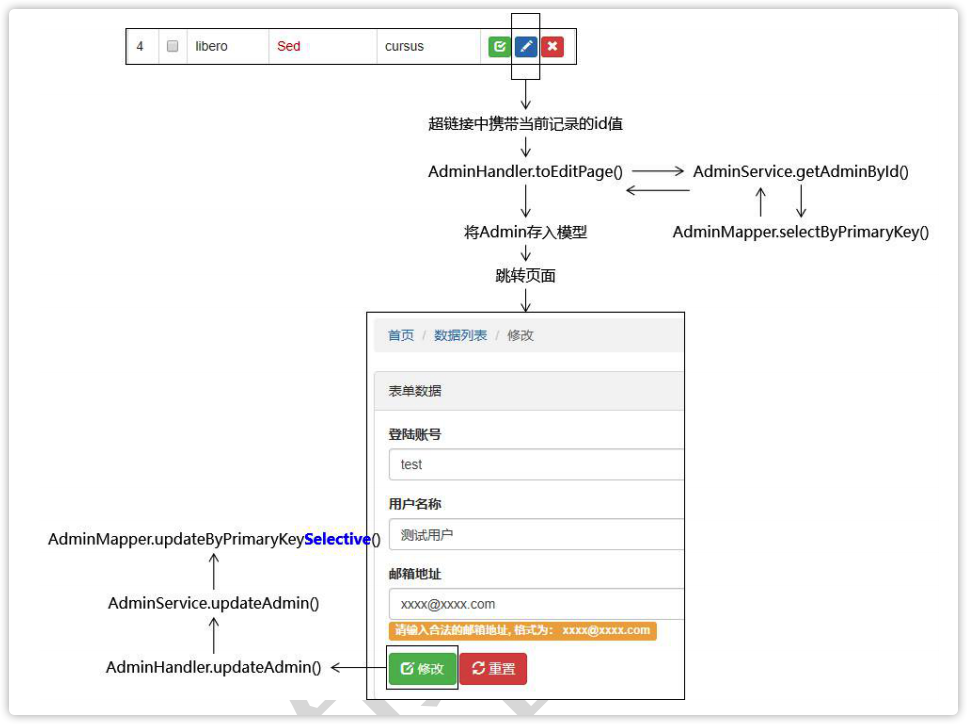 4 libero Sed cursus
超链接中携带当前记录的id值
AdminHandler.toEditPage() AdminService.getAdminById()
将Admin存入模型 AdminMapper.selectByPrimaryKey()
跳转页面
首页 / 数据列表 / 修改
表单数据
登陆账号
test
用户名称
测试用户
邮箱地址
xxxx@xxxx.com
请输入合法的邮箱地址, 格式为: xxxx@xxxx.com
修改 重置
AdminMapper.updateByPrimaryKeySelective()
AdminService.updateAdmin()
AdminHandler.updateAdmin()